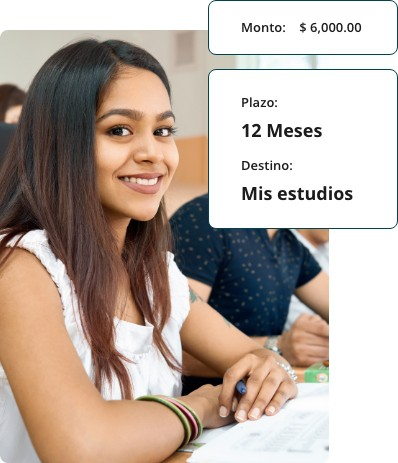 Monto: $ 6,000.00
Plazo:
12 Meses
Destino:
Mis estudios